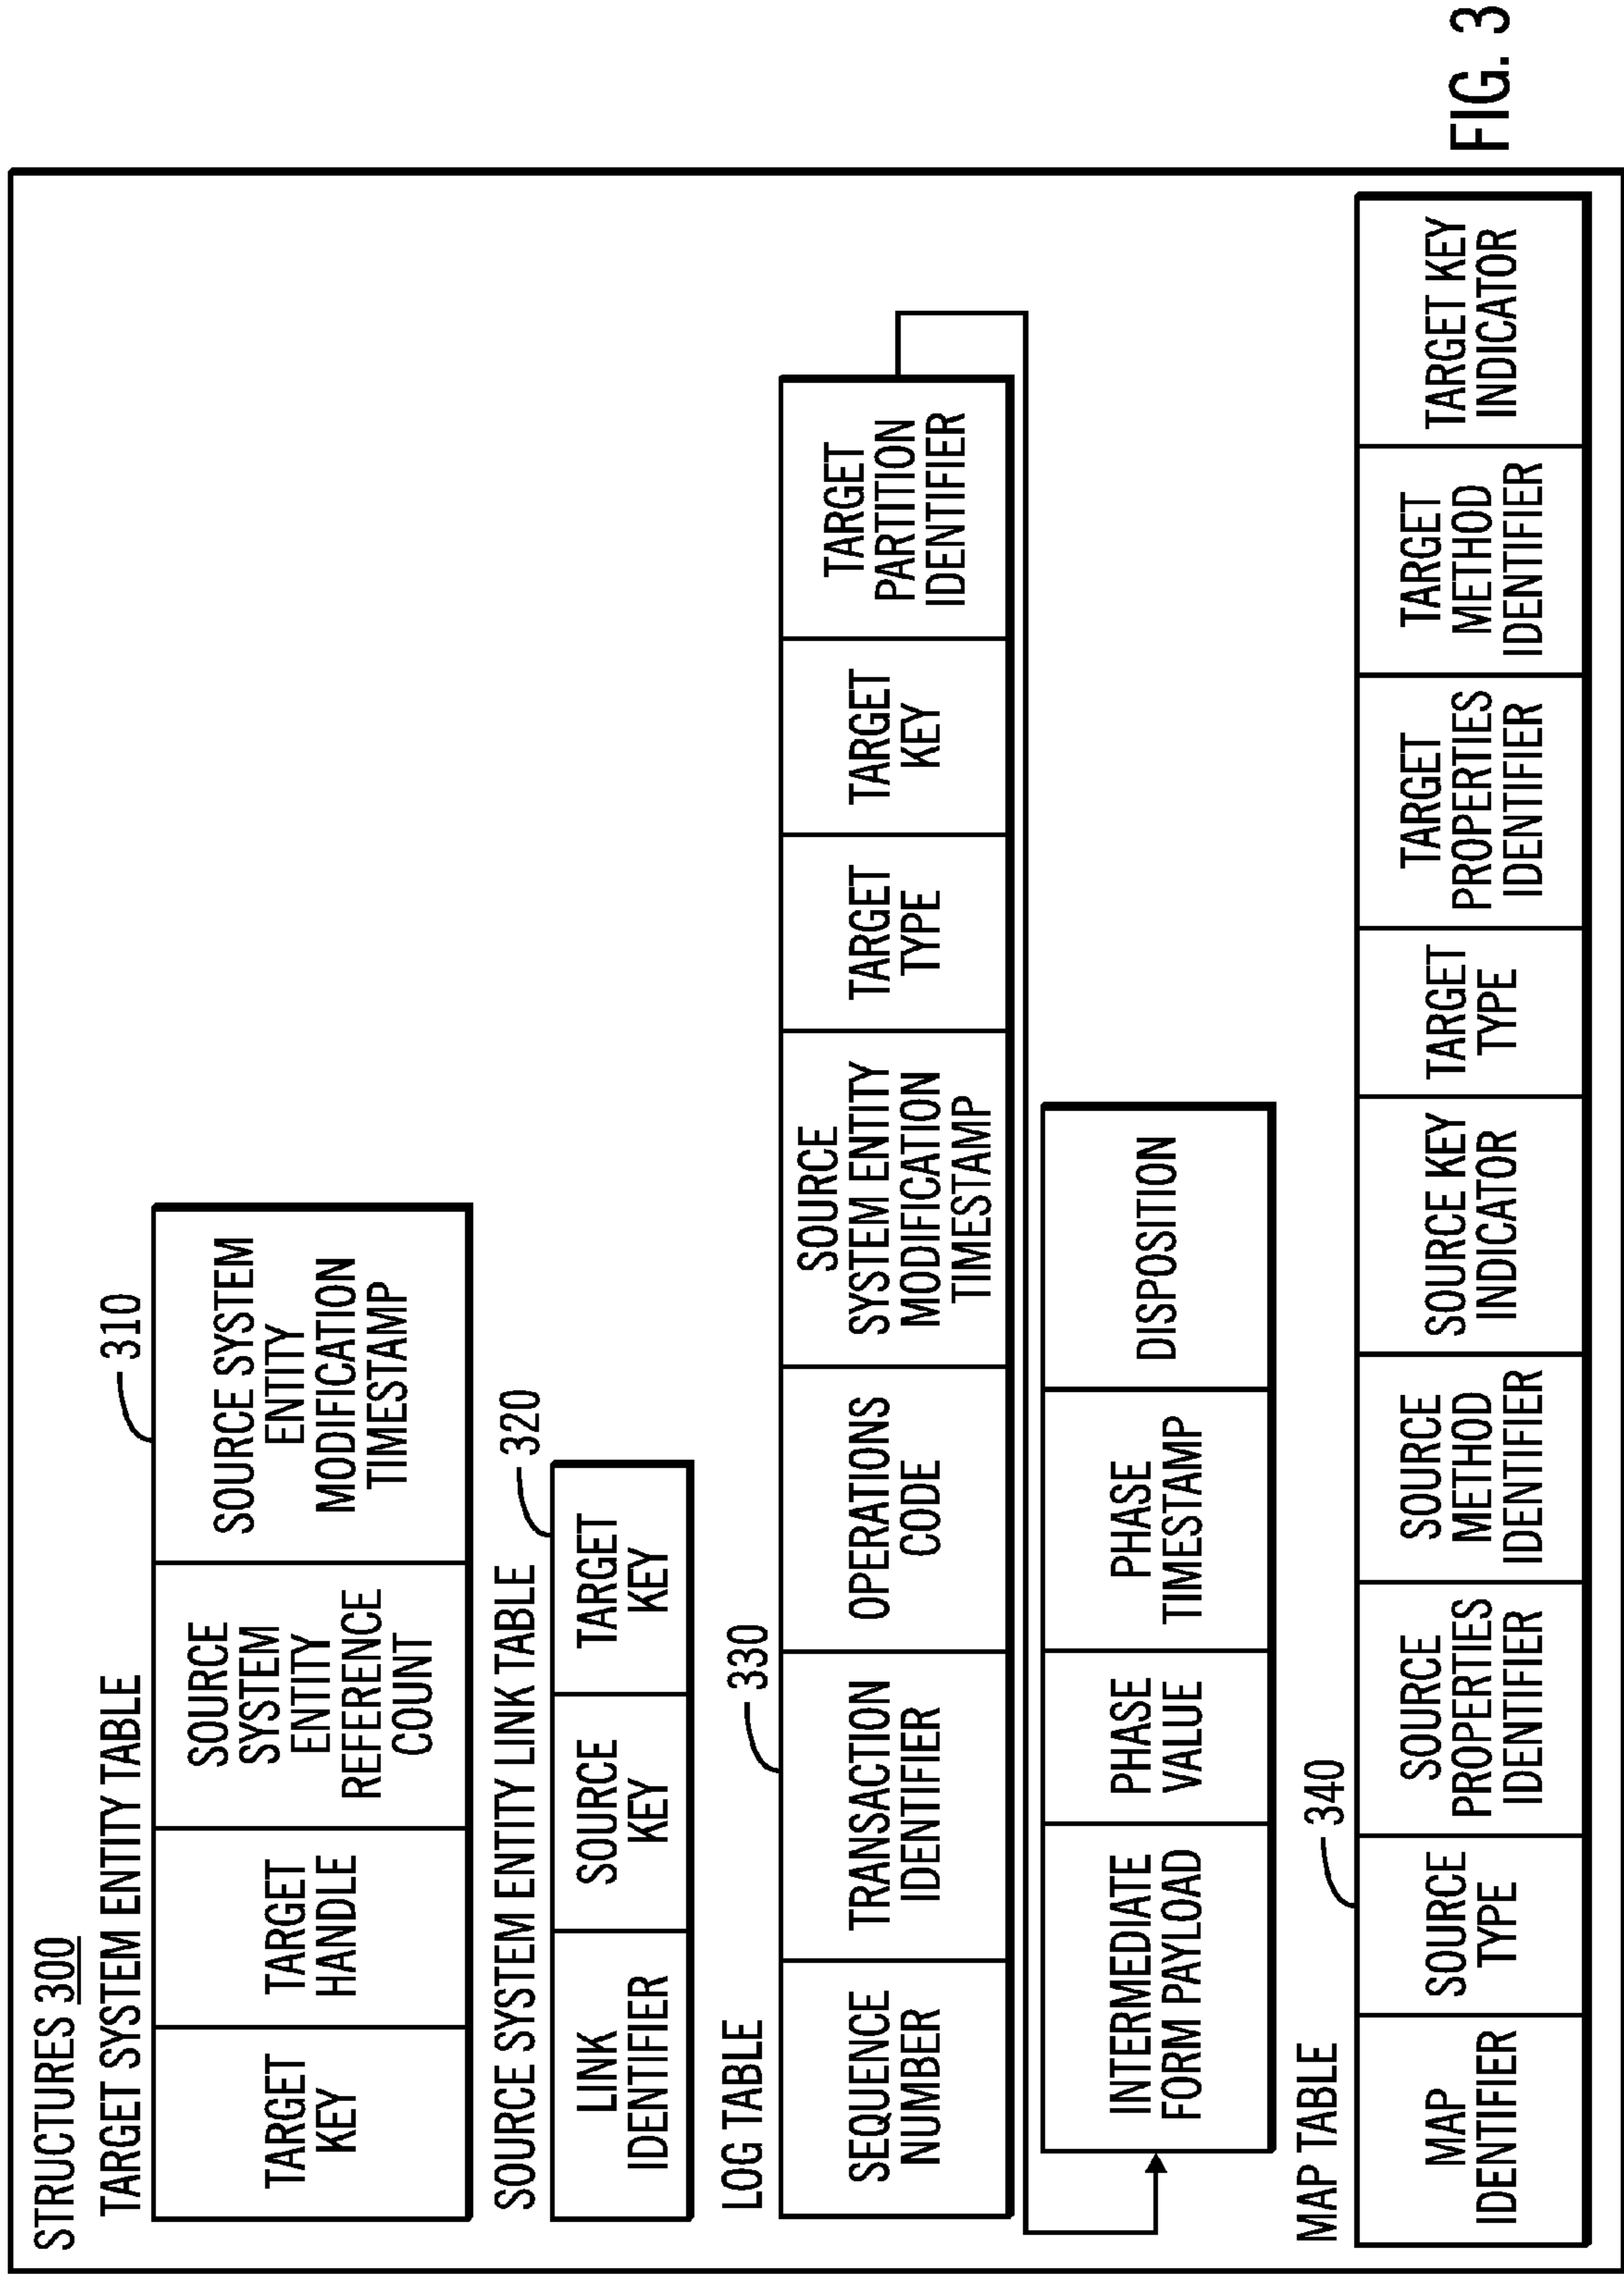 STRUCTURES 300
TARGET SYSTEM ENTITY TABLE
310
TARGET
KEY
TARGET
HANDLE
SOURCE
SYSTEM
ENTITY
REFERENCE
COUNT
SOURCE SYSTEM
ENTITY
MODIFICATION
TIMESTAMP
SOURCE SYSTEM ENTITY LINK TABLE
320
LINK
IDENTIFIER
SOURCE
KEY
TARGET
KEY
LOG TABLE
330
SEQUENCE
NUMBER
TRANSACTION
IDENTIFIER
OPERATIONS
CODE
SOURCE
SYSTEM ENTITY
MODIFICATION
TIMESTAMP
TARGET
TYPE
TARGET
KEY
TARGET
PARTITION
IDENTIFIER
INTERMEDIATE
FORM PAYLOAD
PHASE
VALUE
PHASE
TIMESTAMP
DISPOSITION
MAP TABLE
340
MAP
IDENTIFIER
SOURCE
TYPE
SOURCE
PROPERTIES
IDENTIFIER
SOURCE
METHOD
IDENTIFIER
SOURCE KEY
INDICATOR
TARGET
TYPE
TARGET
PROPERTIES
IDENTIFIER
TARGET
METHOD
IDENTIFIER
TARGET KEY
INDICATOR
FIG. 3